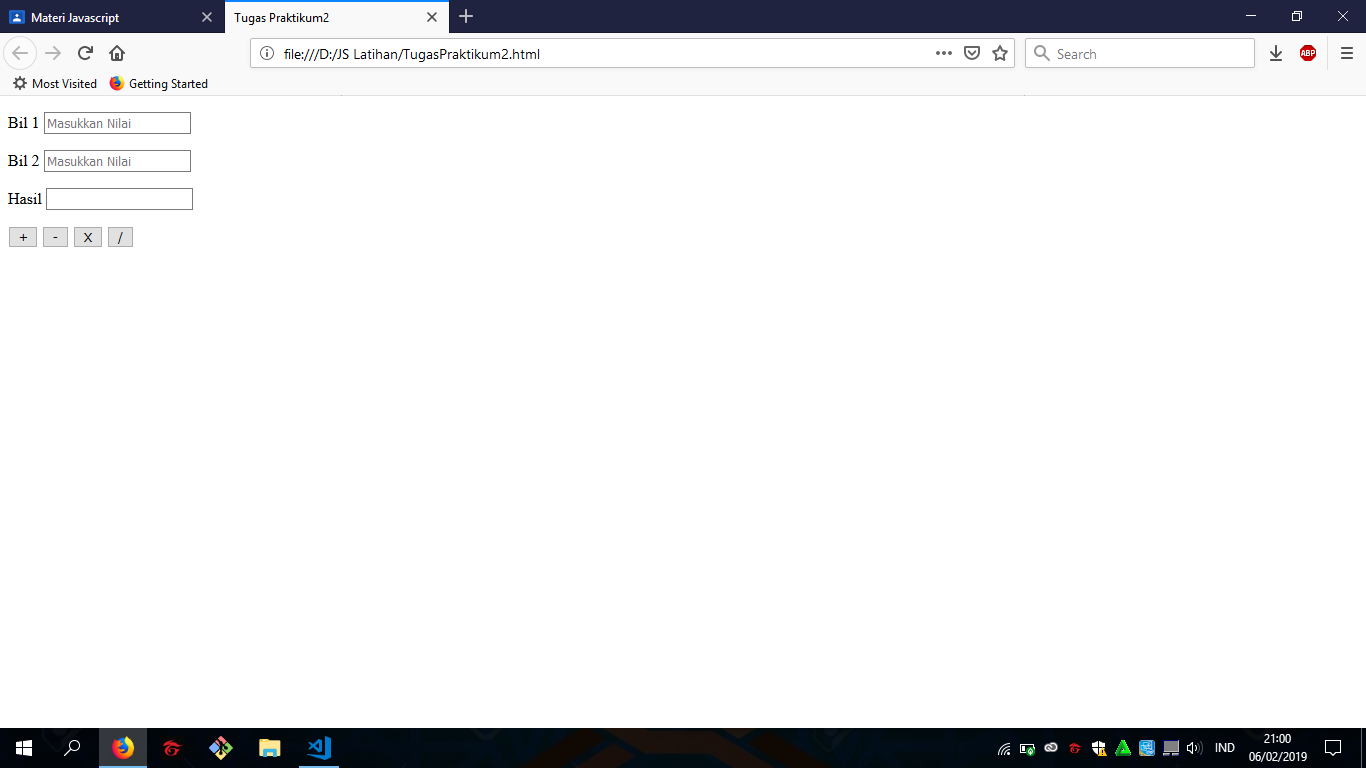 Materi Javascript Tugas Praktikum2
file:///D:/JS Latihan/TugasPraktikum2.html Search ABP
Most Visited Getting Started
Bil 1 Masukkan Nilai
Bil 2 Masukkan Nilai
Hasil
+ - X /
IND 21:00
06/02/2019